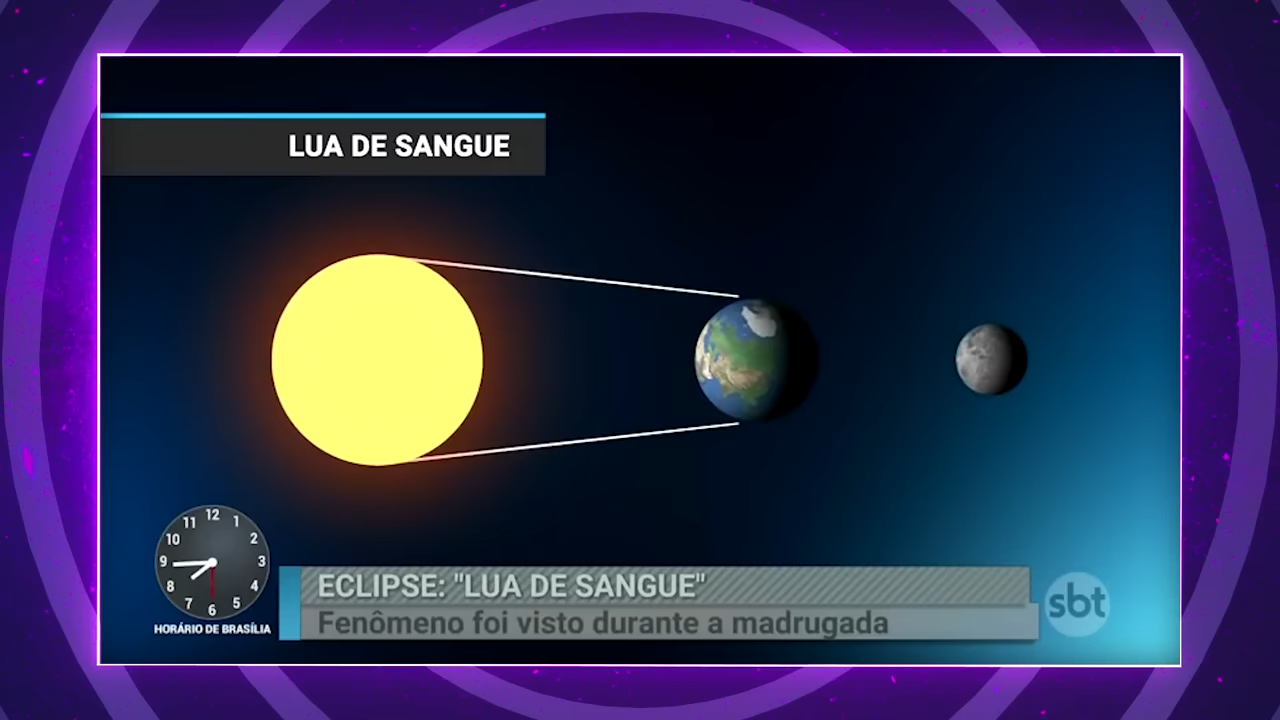 LUA DE SANGUE
12
11
1
10
2
9
3
8
4
7
5
6
HORÁRIO DE BRASÍLIA
ECLIPSE: "LUA DE SANGUE"
Fenômeno foi visto durante a madrugada
sbt